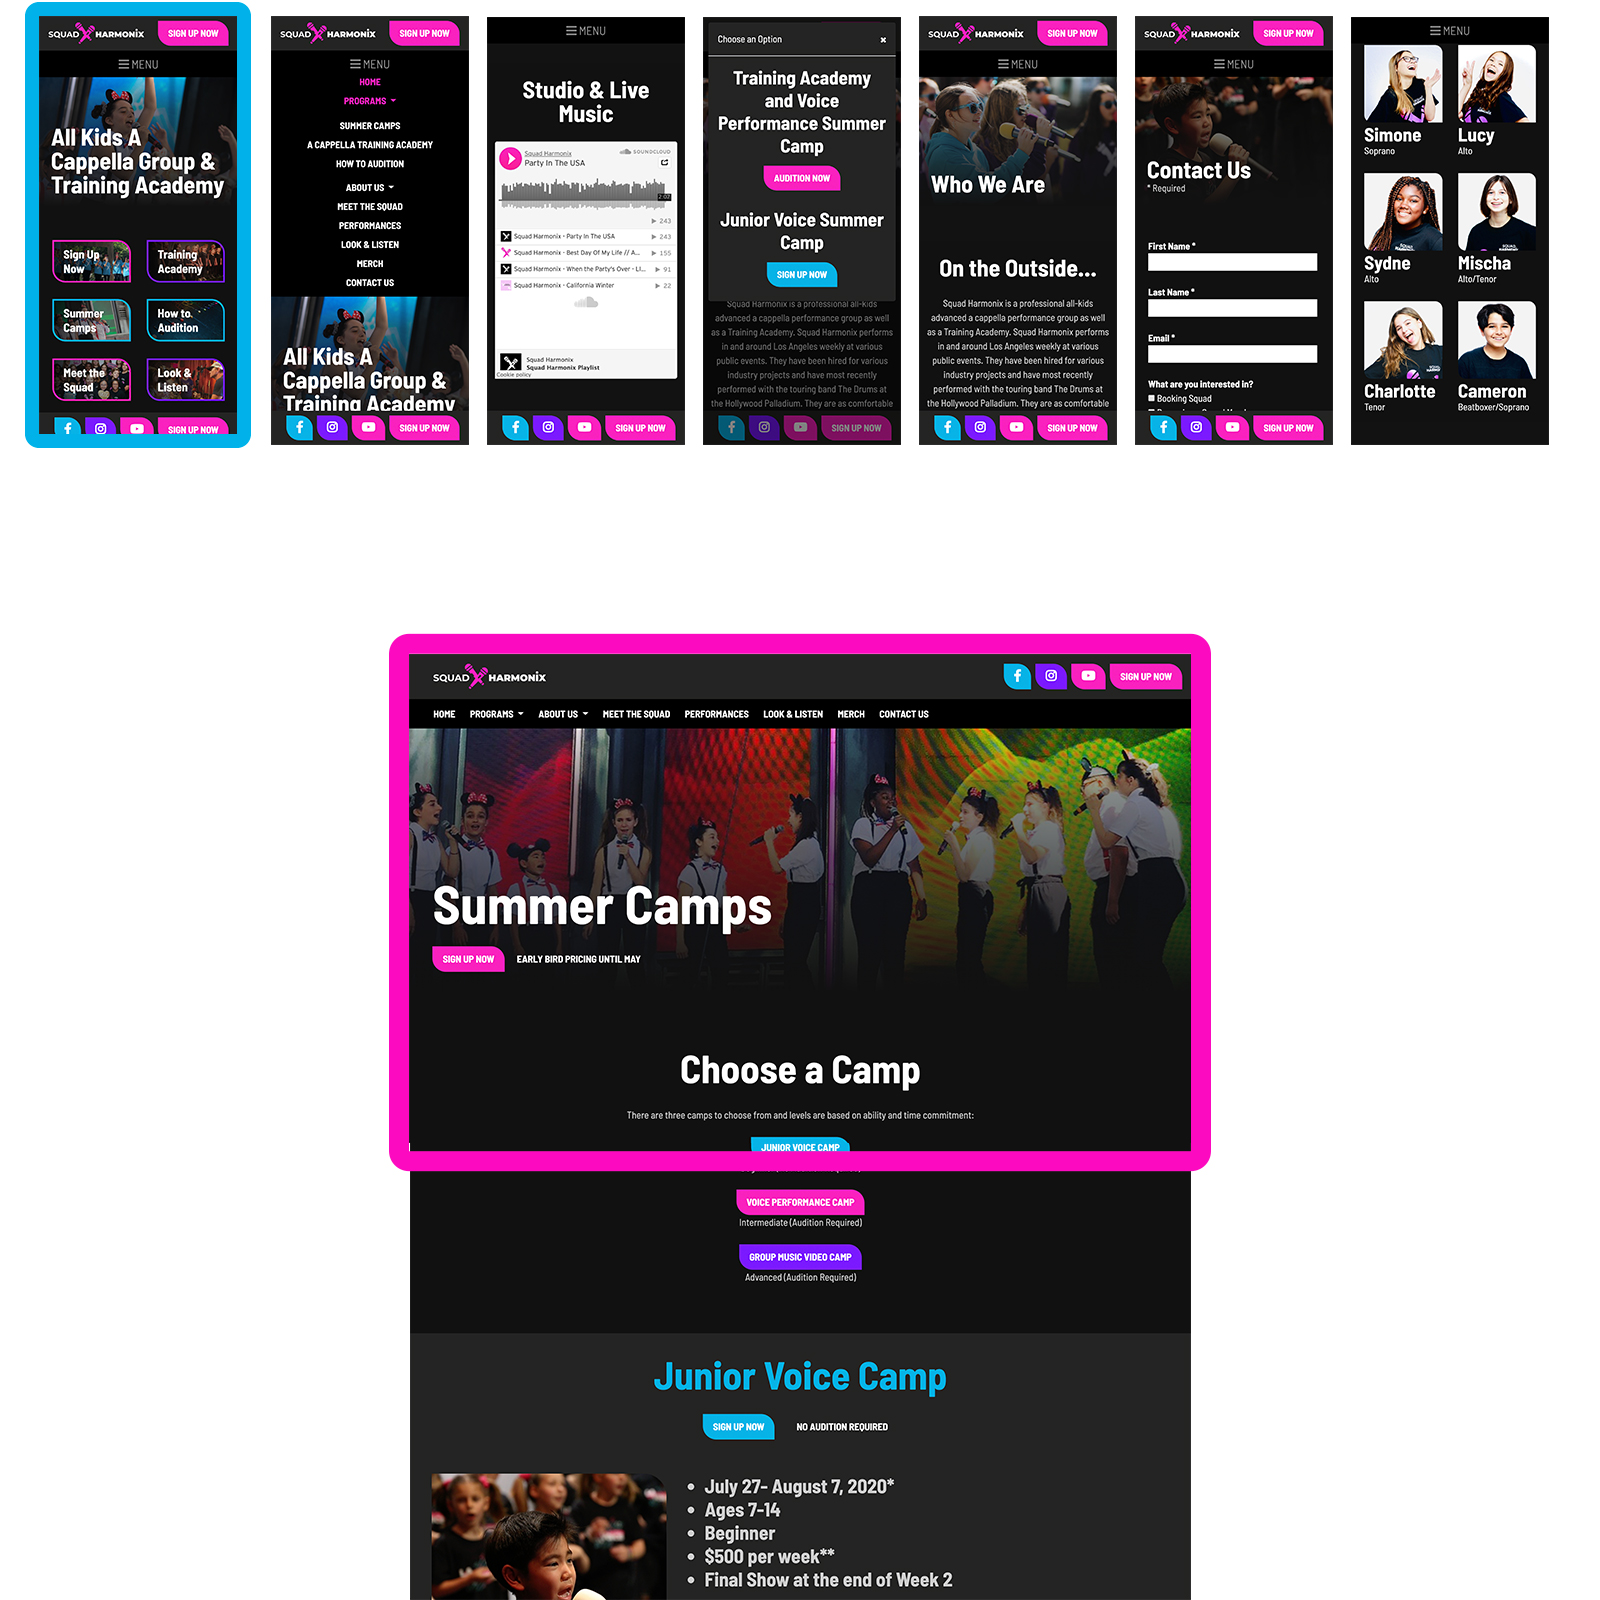 SQUAD HARMONIX
SIGN UP NOW
MENU
All Kids A
Cappella Group &
Training Academy
Sign Up
Now
Training
Academy
Summer
Camps
How to
Audition
Meet the
Squad
Look &
Listen
SIGN UP NOW
SQUAD HARMONIX
SIGN UP NOW
MENU
HOME
PROGRAMS
SUMMER CAMPS
A CAPPELLA TRAINING ACADEMY
HOW TO AUDITION
ABOUT US
MEET THE SQUAD
PERFORMANCES
LOOK & LISTEN
MERCH
CONTACT US
All Kids A
Cappella Group &
Training Academy
SIGN UP NOW
MENU
Studio & Live
Music
Squad Harmonix
Party In The USA
SOUNDCLOUD
2:07
243
Squad Harmonix - Party In The USA 243
Squad Harmonix - Best Day Of My Life // A... 155
Squad Harmonix - When the Party's Over - LI... 91
Squad Harmonix - California Winter 22
Squad Harmonix
Squad Harmonix Playlist
Cookie policy
SIGN UP NOW
Choose an Option
Training Academy
and Voice
Performance Summer
Camp
AUDITION NOW
Junior Voice Summer
Camp
SIGN UP NOW
Squad Harmonix is a professional all-kids
advanced a cappella performance group as well
as a Training Academy. Squad Harmonix performs
in and around Los Angeles weekly at various
public events. They have been hired for various
industry projects and have most recently
performed with the touring band The Drums at
the Hollywood Palladium. They are as comfortable
SIGN UP NOW
SQUAD HARMONIX
SIGN UP NOW
MENU
Who We Are
On the Outside...
Squad Harmonix is a professional all-kids
advanced a cappella performance group as well
as a Training Academy. Squad Harmonix performs
in and around Los Angeles weekly at various
public events. They have been hired for various
industry projects and have most recently
performed with the touring band The Drums at
the Hollywood Palladium. They are as comfortable
SIGN UP NOW
SQUAD HARMONIX
SIGN UP NOW
MENU
Contact Us
* Required
First Name *
Last Name *
Email *
What are you interested in?
Booking Squad
SIGN UP NOW
MENU
Simone
Soprano
Lucy
Alto
Sydne
Alto
Mischa
Alto/Tenor
Charlotte
Tenor
Cameron
Beatboxer/Soprano
SQUAD HARMONIX
SIGN UP NOW
HOME PROGRAMS ABOUT US MEET THE SQUAD PERFORMANCES LOOK & LISTEN MERCH CONTACT US
Summer Camps
SIGN UP NOW EARLY BIRD PRICING UNTIL MAY
Choose a Camp
There are three camps to choose from and levels are based on ability and time commitment:
JUNIOR VOICE CAMP
VOICE PERFORMANCE CAMP
Intermediate (Audition Required)
GROUP MUSIC VIDEO CAMP
Advanced (Audition Required)
Junior Voice Camp
SIGN UP NOW NO AUDITION REQUIRED
• July 27- August 7, 2020*
• Ages 7-14
• Beginner
• $500 per week**
• Final Show at the end of Week 2